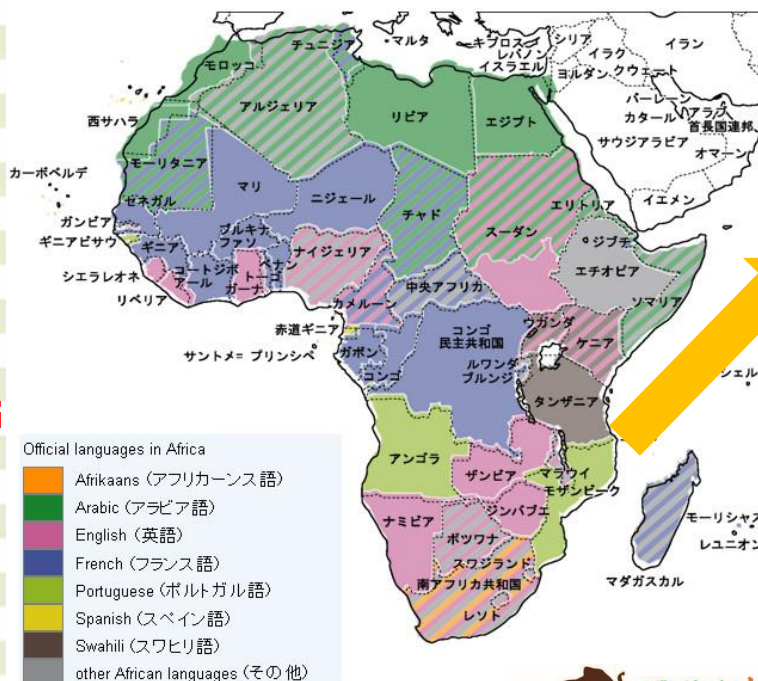 チュニジア
マルタ
キプロス
シリア
レバノン
イラク
イラン
モロッコ
イスラエル
ヨルダン
クウェート
アルジェリア
リビア
エジプト
バーレーン
カタール
アラブ
首長国連邦
西サハラ
サウジアラビア
オマーン
モーリタニア
カーボベルデ
マリ
ニジェール
イエメン
セネガル
チャド
エリトリア
スーダン
ガンビア
ブルキナ
ファソ
ジブチ
ギニアビサウ
ギニア
ナイジェリア
エチオピア
シエラレオネ
コートジボ
アール
ベナン
トーゴ
ガーナ
中央アフリカ
リベリア
カメルーン
ソマリア
赤道ギニア
ウガンダ
コンゴ
民主共和国
ケニア
サントメ= プリンシペ
ガボン
ルワンダ
コンゴ
ブルンジ
シェル
タンザニア
アンゴラ
ザンビア
マラウイ
モザンビーク
ジンバブエ
ナミビア
モーリシャス
ボツワナ
レユニオン
スワジランド
マダガスカル
南アフリカ共和国
レソト
Official languages in Africa
Afrikaans (アフリカーンス語)
Arabic (アラビア語)
English (英語)
French (フランス語)
Portuguese (ポルトガル語)
Spanish (スペイン語)
Swahili (スワヒリ語)
other African languages (その他)